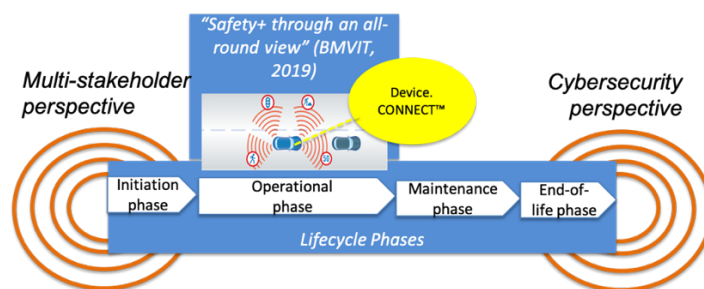 “Safety+ through an all-
round view” (BMVIT,
2019)
Multi-stakeholder
perspective
Device.
CONNECT™
Cybersecurity
perspective
Initiation
phase
Operational
phase
Maintenance
phase
End-of-
life phase
Lifecycle Phases